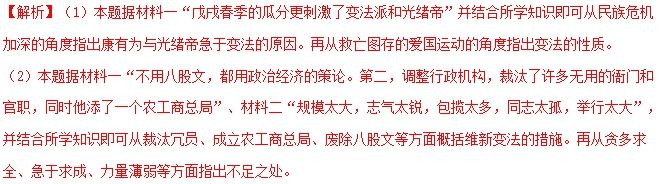 【解析】（1）本题据材料一“戊戌春季的瓜分更刺激了变法派和光绪帝”并结合所学知识即可从民族危机
加深的角度指出康有为与光绪帝急于变法的原因。再从救亡图存的爱国运动的角度指出变法的性质。
（2）本题据材料一“不用八股文，都用政治经济的策论。第二，调整行政机构，裁汰了许多无用的衙门和
官职，同时他添了一个农工商总局”、材料二“规模太大，志气太锐，包揽太多，同志太孤，举行太大”，
并结合所学知识即可从裁汰冗员、成立农工商总局、废除八股文等方面概括维新变法的措施。再从贪多求
全、急于求成、力量薄弱等方面指出不足之处。